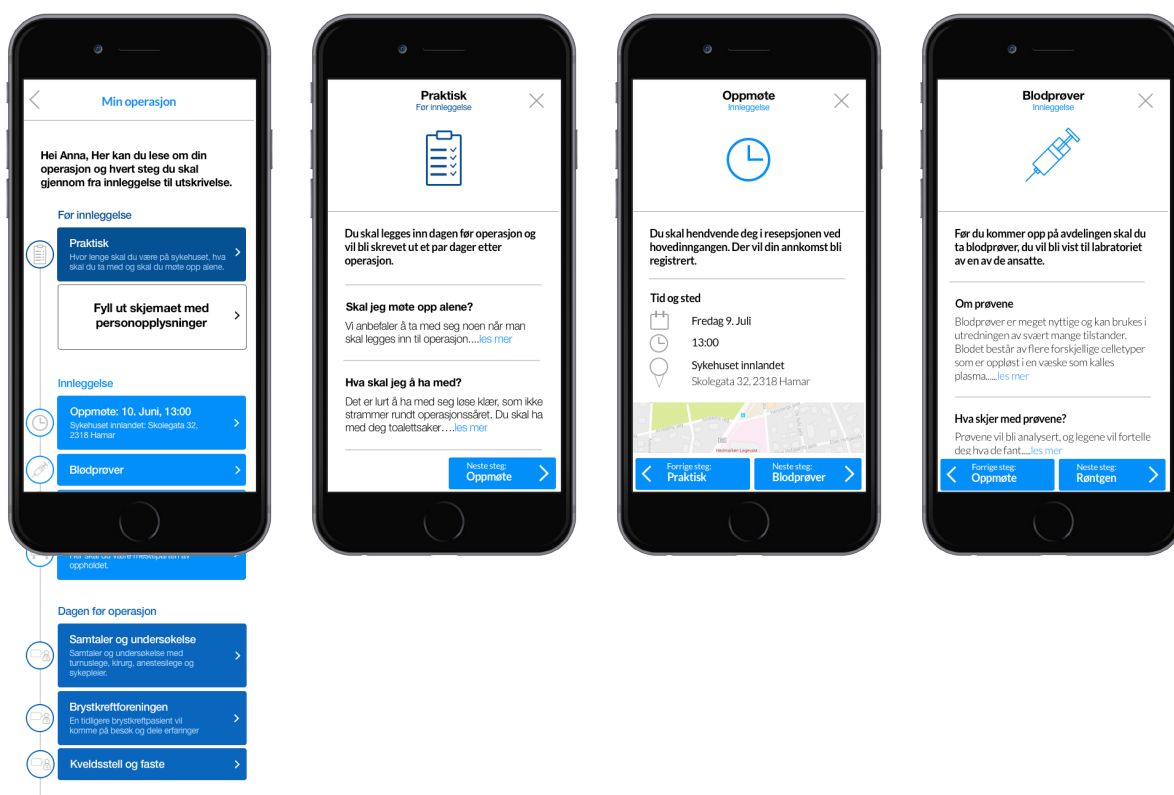 Min operasjon
Hei Anna, Her kan du lese om din
operasjon og hvert steg du skal
gjennom fra innleggelse til utskrivelse.
Før innleggelse
Praktisk
Hvor lenge skal du være på sykehuset, hva
skal du ta med og skal du møte opp alene.
Fyll ut skjemaet med
personopplysninger
Innleggelse
Oppmøte: 10. Juni, 13:00
Sykehuset innlandet: Skolegata 32,
2318 Hamar
Blødprøver
Her skal du være mesteparten av
oppholdet.
Dagen før operasjon
Samtaler og undersøkelse
Samtaler og undersøkelse med
turnuslege, kirurg, anestesilege og
sykepleier.
Brystkreftforeningen
En tidligere brystkreftpasient vil
komme på besøk og dele erfaringer
Kveldsstell og faste
Praktisk
Før innleggelse
Du skal legges inn dagen før operasjon og
vil bli skrevet ut et par dager etter
operasjon.
Skal jeg møte opp alene?
Vi anbefaler å ta med seg noen når man
skal legges inn til operasjon....les mer
Hva skal jeg å ha med?
Det er lurt å ha med seg løse klær, som ikke
strammer rundt operasjonssåret. Du skal ha
med deg toalettsaker….les mer
Neste steg:
Oppmøte
Oppmøte
Innleggelse
Du skal hendvende deg i resepsjonen ved
hovedinngangen. Der vil din annkomst bli
registrert.
Tid og sted
Fredag 9. Juli
13:00
Sykehuset innlandet
Skolegata 32, 2318 Hamar
Forrige steg:
Praktisk
Neste steg:
Blodprøver
Blodprøver
Innleggelse
Før du kommer opp på avdelingen skal du
ta blodprøver, du vil bli vist til labratoriet
av en av de ansatte.
Om prøvene
Blodprøver er meget nyttige og kan brukes i
utredningen av svært mange tilstander.
Blodet består av flere forskjellige celletyper
som er oppløst i en væske som kalles
plasma.....les mer
Hva skjer med prøvene?
Prøvene vil bli analysert, og legene vil fortelle
deg hva de fant....les mer
Forrige steg:
Oppmøte
Neste steg:
Røntgen